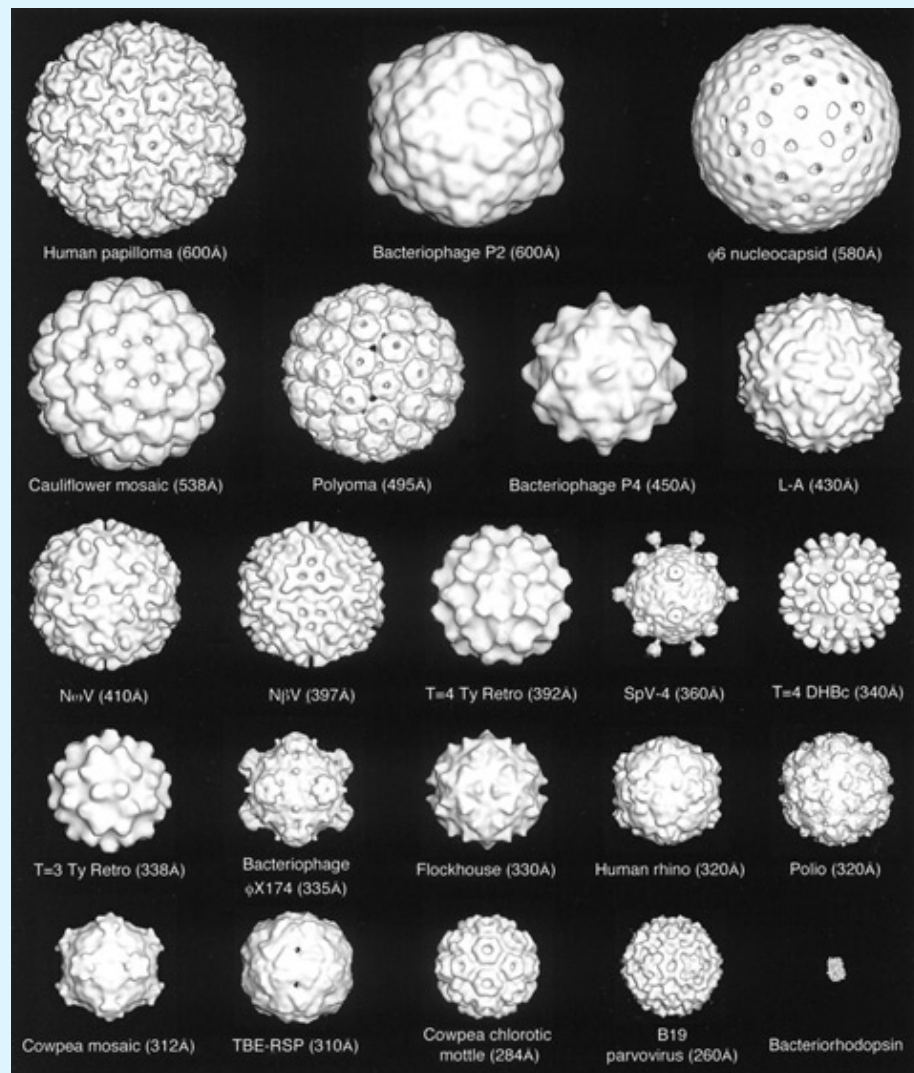 Human papilloma (600Å)
Bacteriophage P2 (600Å)
φ6 nucleocapsid (580Å)
Cauliflower mosaic (538Å)
Polyoma (495Å)
Bacteriophage P4 (450Å)
L-A (430Å)
NωV (410Å)
NβV (397Å)
T=4 Ty Retro (392Å)
SpV-4 (360Å)
T=4 DHBc (340Å)
T=3 Ty Retro (338Å)
Bacteriophage
φX174 (335Å)
Flockhouse (330Å)
Human rhino (320Å)
Polio (320Å)
Cowpea mosaic (312Å)
TBE-RSP (310Å)
Cowpea chlorotic
mottle (284Å)
B19
parvovirus (260Å)
Bacteriorhodopsin